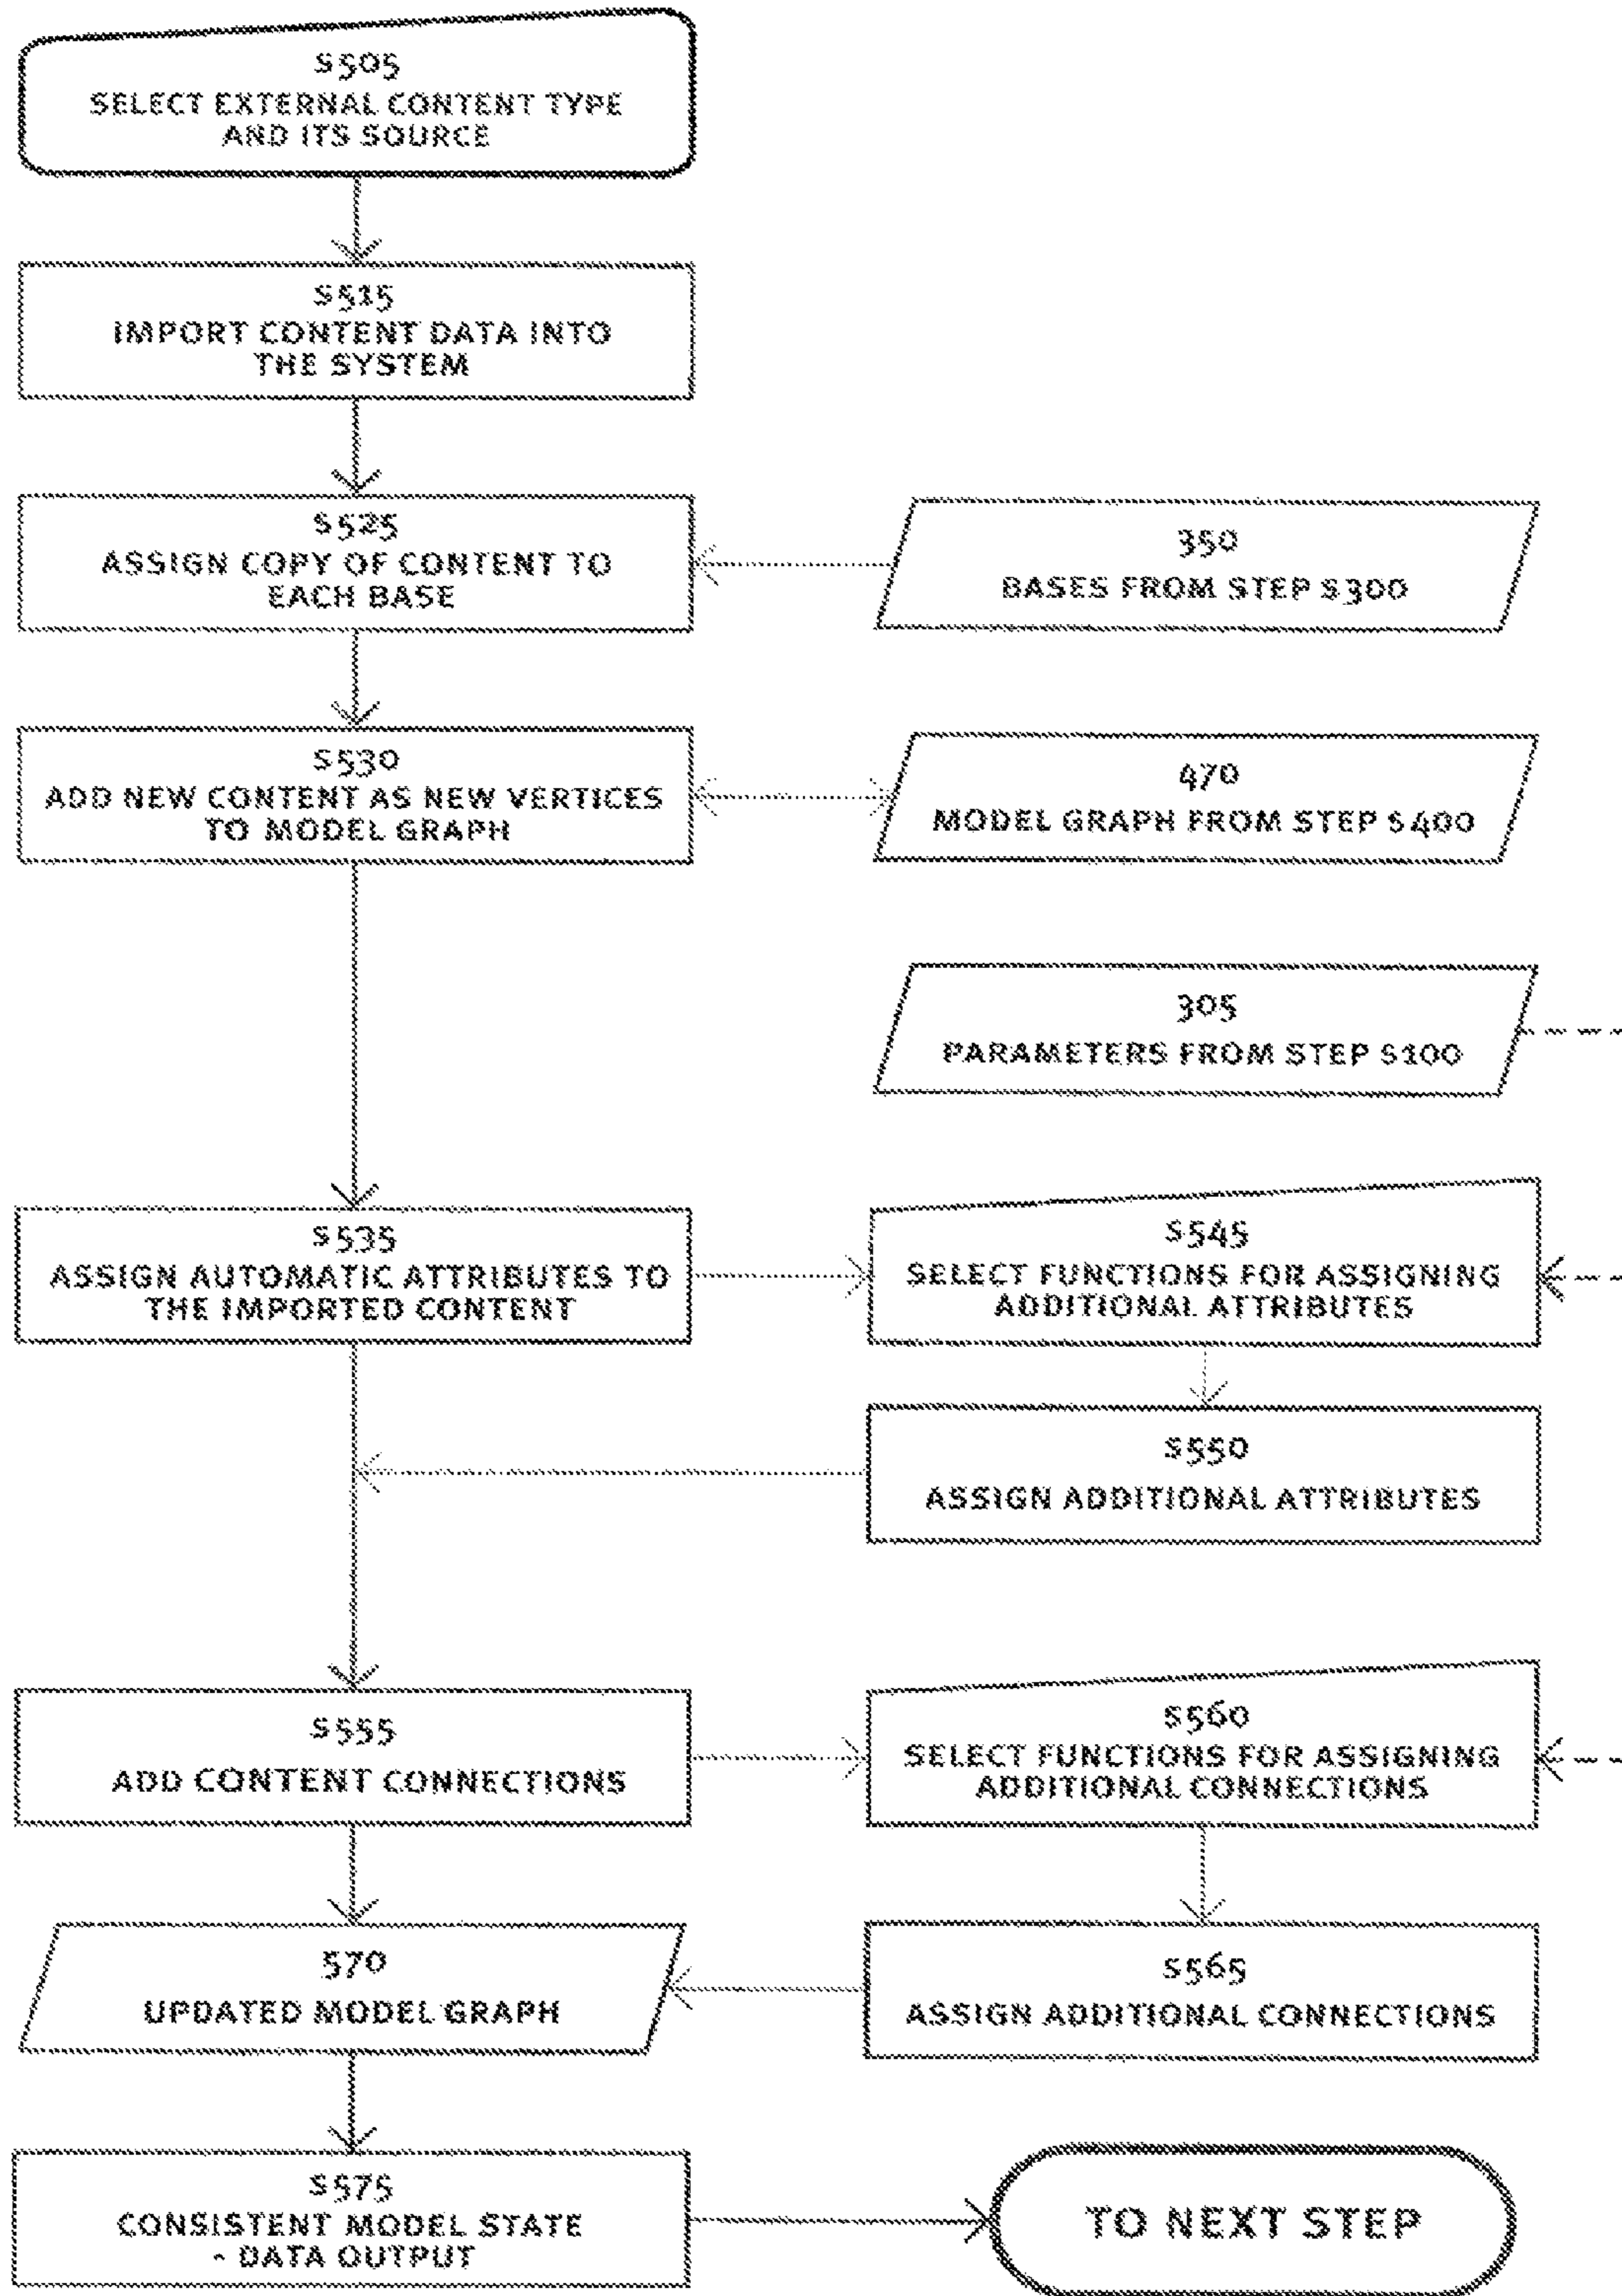 S505
SELECT EXTERNAL CONTENT TYPE
AND ITS SOURCE
S515
IMPORT CONTENT DATA INTO
THE SYSTEM
S525
ASSIGN COPY OF CONTENT TO
EACH BASE
350
BASES FROM STEP S300
S530
ADD NEW CONTENT AS NEW VERTICES
TO MODEL GRAPH
470
MODEL GRAPH FROM STEP S400
305
PARAMETERS FROM STEP S100
S535
ASSIGN AUTOMATIC ATTRIBUTES TO
THE IMPORTED CONTENT
S545
SELECT FUNCTIONS FOR ASSIGNING
ADDITIONAL ATTRIBUTES
S550
ASSIGN ADDITIONAL ATTRIBUTES
S555
ADD CONTENT CONNECTIONS
S560
SELECT FUNCTIONS FOR ASSIGNING
ADDITIONAL CONNECTIONS
570
UPDATED MODEL GRAPH
S565
ASSIGN ADDITIONAL CONNECTIONS
S575
CONSISTENT MODEL STATE
- DATA OUTPUT
TO NEXT STEP